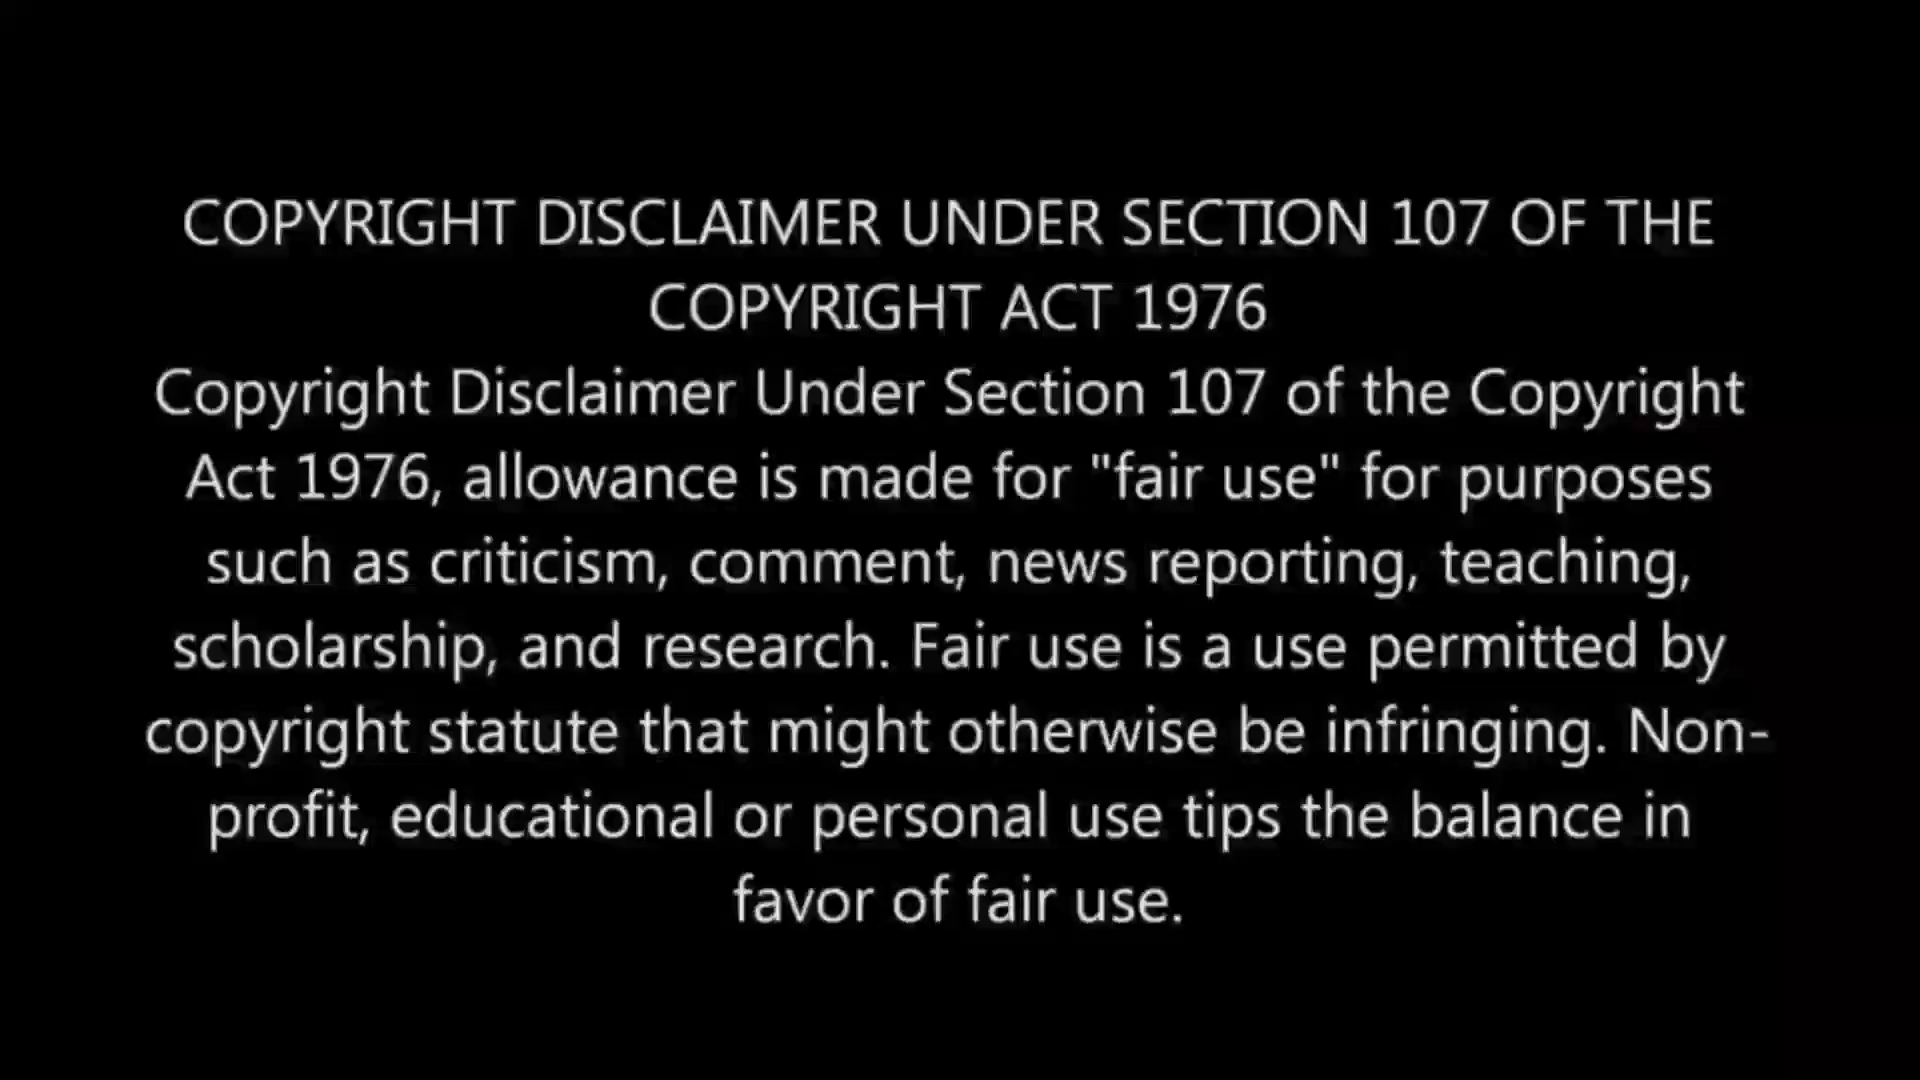 COPYRIGHT DISCLAIMER UNDER SECTION 107 OF THE
COPYRIGHT ACT 1976
Copyright Disclaimer Under Section 107 of the Copyright
Act 1976, allowance is made for "fair use" for purposes
such as criticism, comment, news reporting, teaching,
scholarship, and research. Fair use is a use permitted by
copyright statute that might otherwise be infringing. Non-
profit, educational or personal use tips the balance in
favor of fair use.